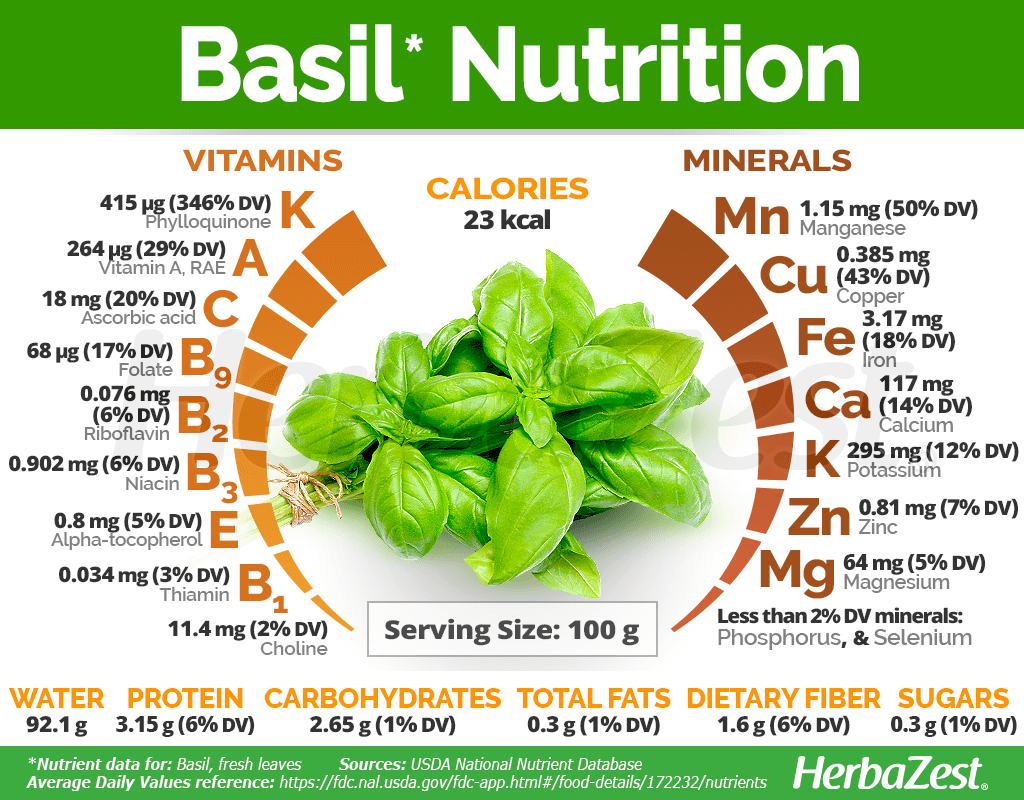 Basil* Nutrition
VITAMINS
415 µg (346% DV)
Phylloquinone
K
264 µg (29% DV)
Vitamin A, RAE
A
18 mg (20% DV)
Ascorbic acid
C
68 µg (17% DV)
Folate
B9
0.076 mg
(6% DV)
Riboflavin
B2
0.902 mg (6% DV)
Niacin
B3
0.8 mg (5% DV)
Alpha-tocopherol
E
0.034 mg (3% DV)
Thiamin
B1
11.4 mg (2% DV)
Choline
CALORIES
23 kcal
HerbaZest
Serving Size: 100 g
MINERALS
Mn
1.15 mg (50% DV)
Manganese
Cu
0.385 mg
(43% DV)
Copper
Fe
3.17 mg
(18% DV)
Iron
Ca
117 mg
(14% DV)
Calcium
K
295 mg (12% DV)
Potassium
Zn
0.81 mg (7% DV)
Zinc
Mg
64 mg (5% DV)
Magnesium
Less than 2% DV minerals:
Phosphorus, & Selenium
WATER
92.1 g
PROTEIN
3.15 g (6% DV)
CARBOHYDRATES
2.65 g (1% DV)
TOTAL FATS
0.3 g (1% DV)
DIETARY FIBER
1.6 g (6% DV)
SUGARS
0.3 g (1% DV)
*Nutrient data for: Basil, fresh leaves Sources: USDA National Nutrient Database
Average Daily Values reference: https://fdc.nal.usda.gov/fdc-app.html#/food-details/172232/nutrients
HerbaZest®